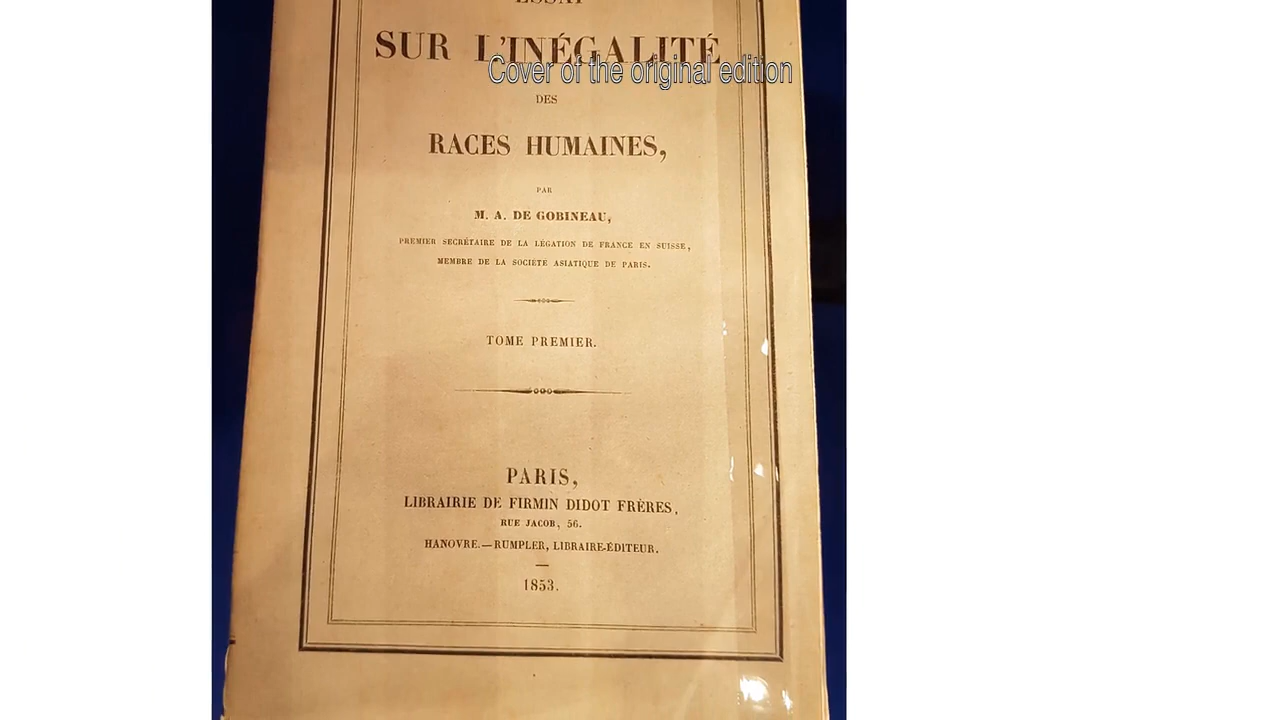 ESSAI
SUR L'INÉGALITÉ
Cover of the original edition
DES
RACES HUMAINES,
PAR
M. A. DE GOBINEAU,
PREMIER SECRÉTAIRE DE LA LÉGATION DE FRANCE EN SUISSE,
MEMBRE DE LA SOCIÉTÉ ASIATIQUE DE PARIS.
TOME PREMIER.
PARIS,
LIBRAIRIE DE FIRMIN DIDOT FRÈRES,
RUE JACOB, 56.
HANOVRE.—RUMPLER, LIBRAIRE-ÉDITEUR.
1853.